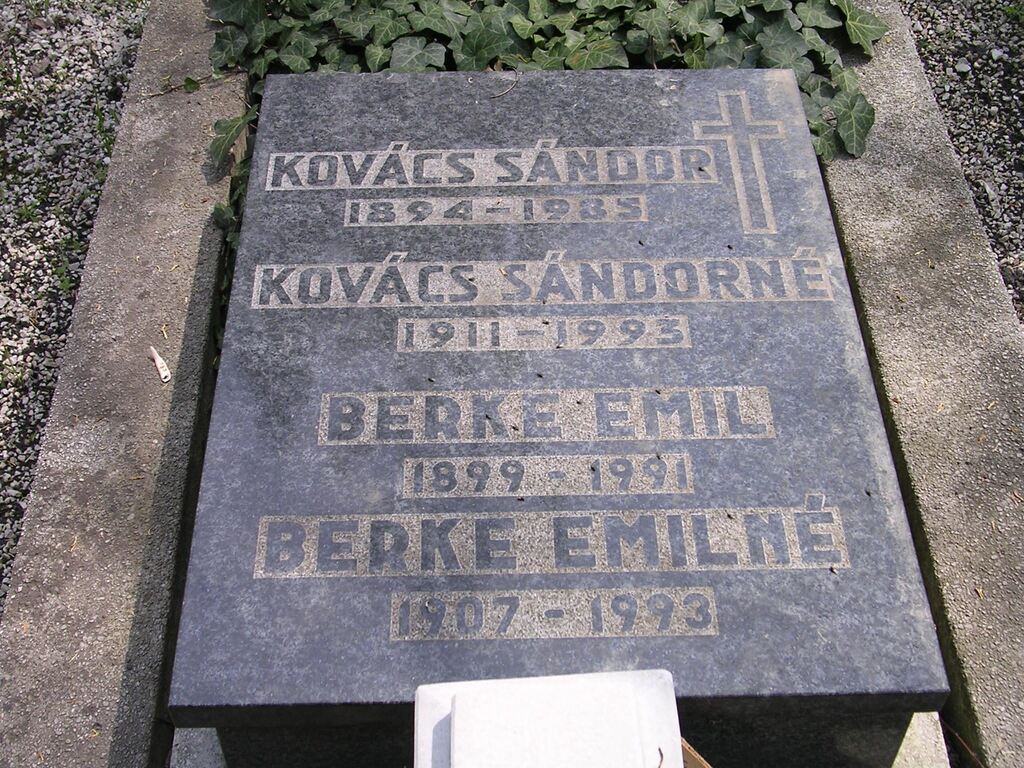 KOVÁCS SÁNDOR
1894-1985
KOVÁCS SÁNDORNÉ
1911-1993
BERKE EMIL
1899-1991
BERKE EMILNÉ
1907-1993